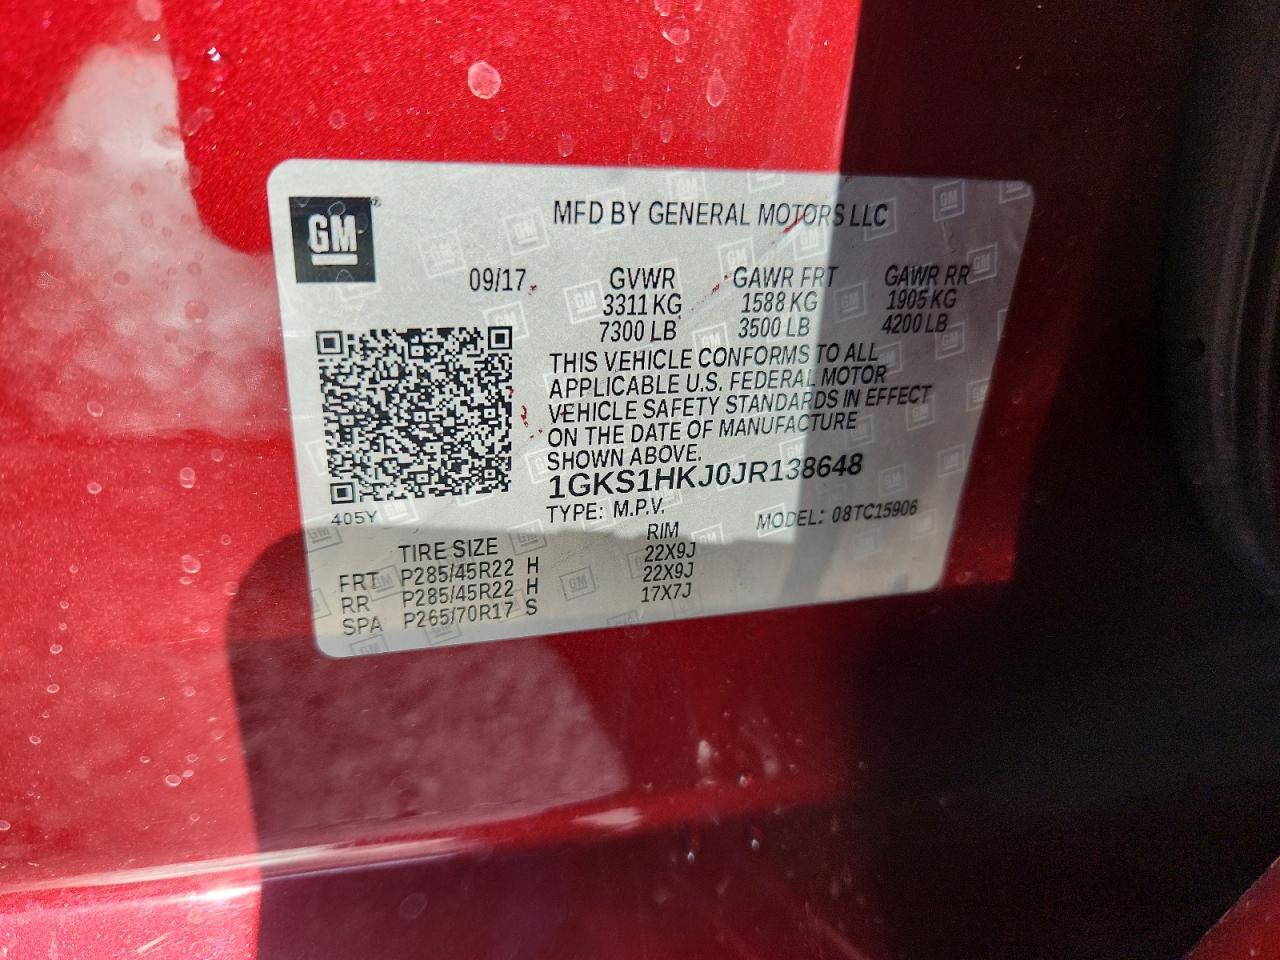 GM
MFD BY GENERAL MOTORS LLC
09/17 GVWR GAWR FRT GAWR RR
3311 KG 1588 KG 1905 KG
7300 LB 3500 LB 4200 LB
THIS VEHICLE CONFORMS TO ALL
APPLICABLE U.S. FEDERAL MOTOR
VEHICLE SAFETY STANDARDS IN EFFECT
ON THE DATE OF MANUFACTURE
SHOWN ABOVE.
1GKS1HKJ0JR138648
405Y
TYPE: M.P.V. MODEL: 08TC15906
TIRE SIZE RIM
FRT P285/45R22 H 22X9J
RR P285/45R22 H 22X9J
SPA P265/70R17 S 17X7J